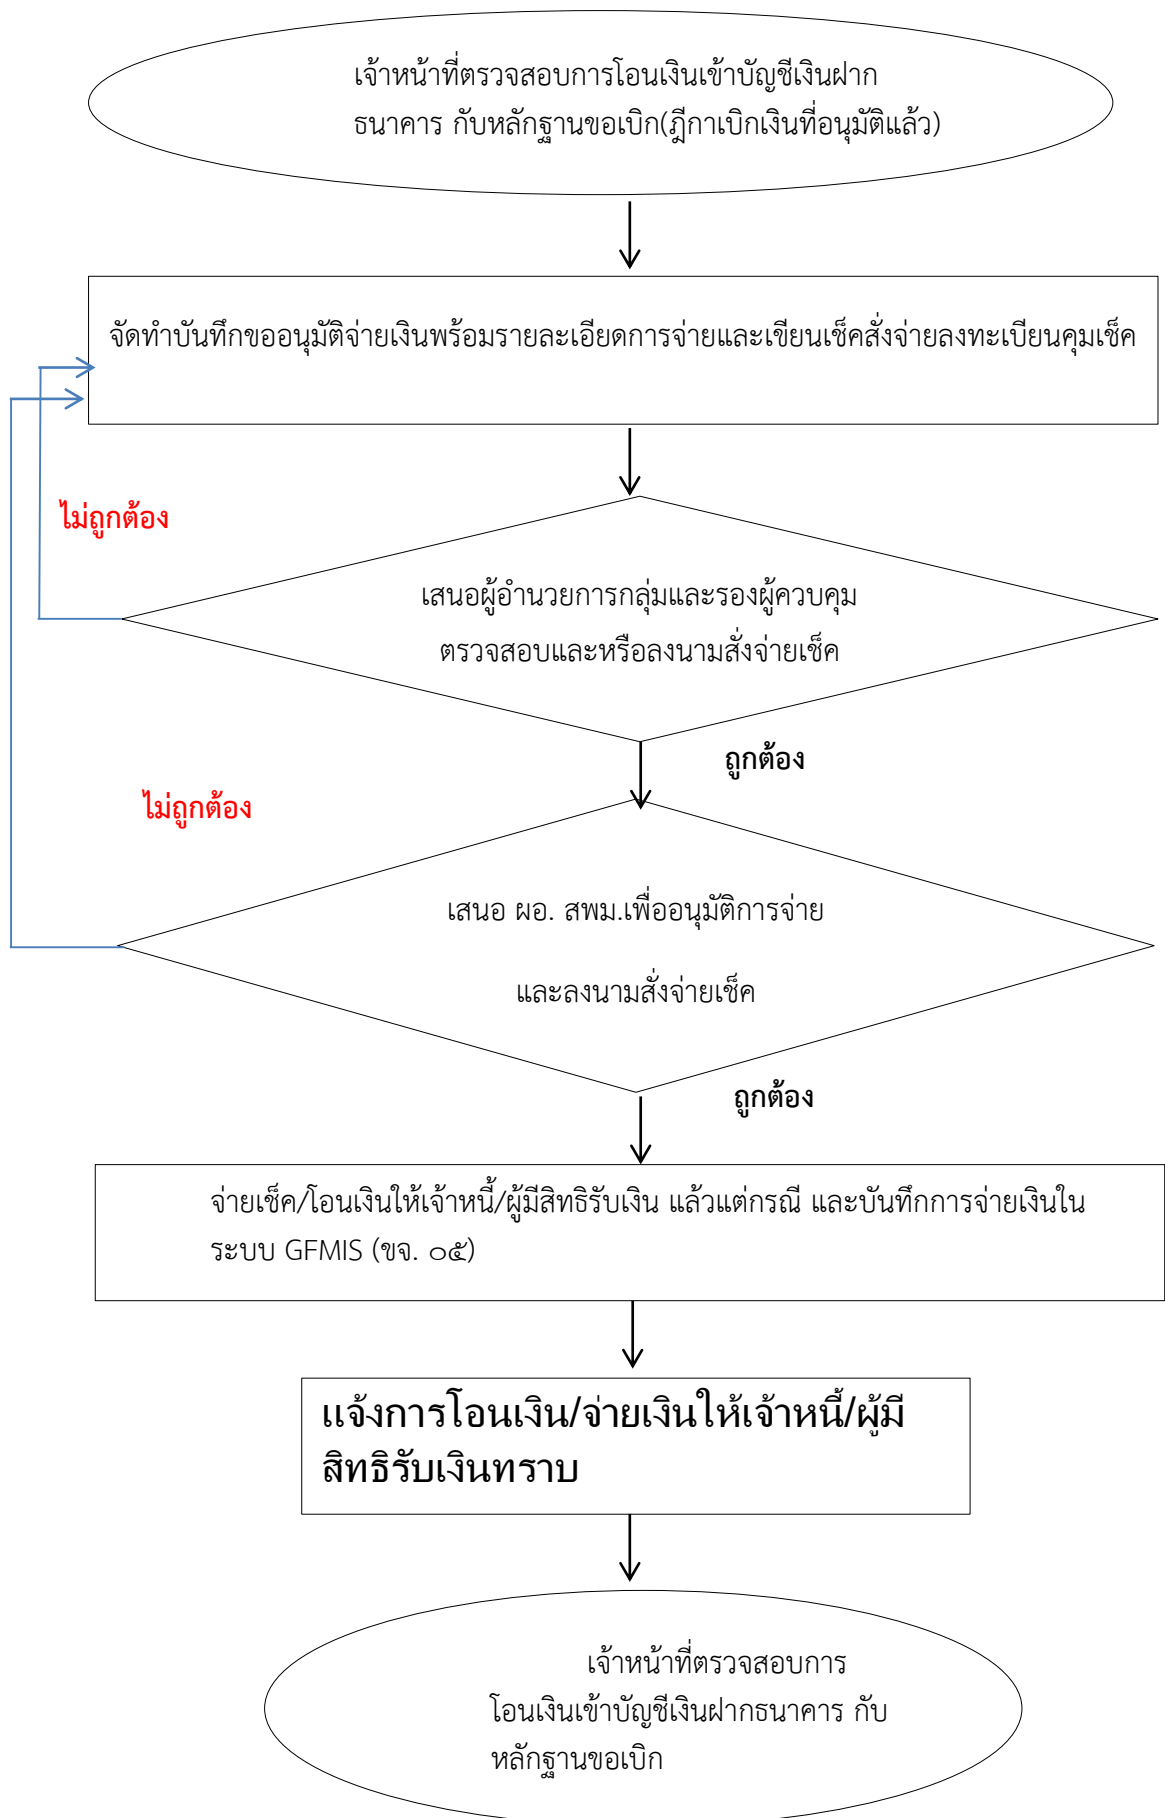 เจ้าหน้าที่ตรวจสอบการโอนเงินเข้าบัญชีเงินฝาก
ธนาคาร กับหลักฐานขอเบิก(ฎีกาเบิกเงินที่อนุมัติแล้ว)
จัดทำบันทึกขออนุมัติจ่ายเงินพร้อมรายละเอียดการจ่ายและเขียนเช็คสั่งจ่ายลงทะเบียนคุมเช็ค
ไม่ถูกต้อง
เสนอผู้อำนวยการกลุ่มและรองผู้ควบคุม
ตรวจสอบและหรือลงนามสั่งจ่ายเช็ค
ถูกต้อง
ไม่ถูกต้อง
เสนอ ผอ. สพม.เพื่ออนุมัติการจ่าย
และลงนามสั่งจ่ายเช็ค
ถูกต้อง
จ่ายเช็ค/โอนเงินให้เจ้าหนี้/ผู้มีสิทธิรับเงิน แล้วแต่กรณี และบันทึกการจ่ายเงินใน
ระบบ GFMIS (ขจ. ๐๕)
แจ้งการโอนเงิน/จ่ายเงินให้เจ้าหนี้/ผู้มี
สิทธิรับเงินทราบ
เจ้าหน้าที่ตรวจสอบการ
โอนเงินเข้าบัญชีเงินฝากธนาคาร กับ
หลักฐานขอเบิก